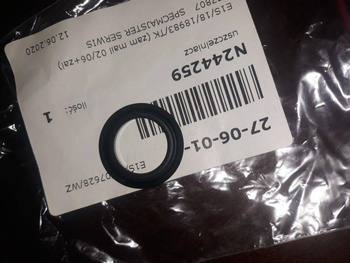 E1S/18/18983/TK (zam mail 02/06+zal)
SPECMAJSTER SERWIS
12.06.2020
N244259
uszczelniacz
ilość: 1
27-06-01-